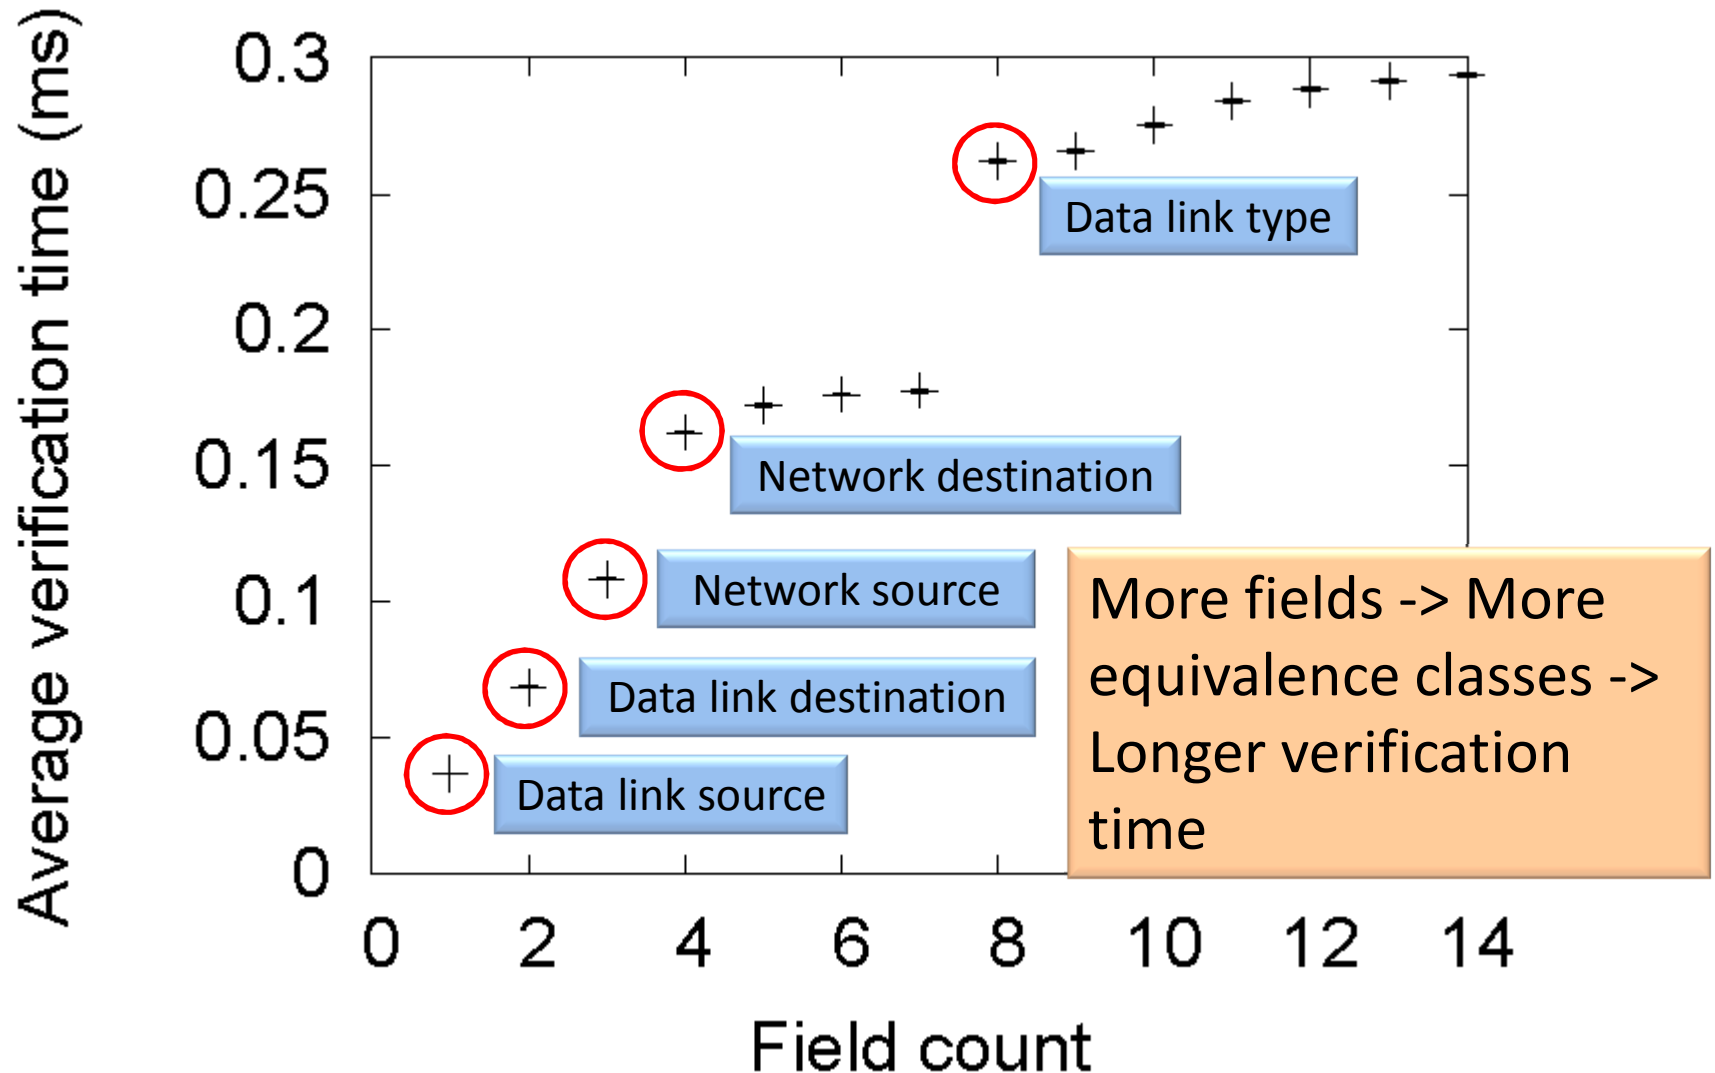 Average verification time (ms)
0.3
0.25
0.2
0.15
0.1
0.05
0
Data link type
Network destination
Network source
Data link destination
Data link source
More fields -> More
equivalence classes ->
Longer verification
time
0 2 4 6 8 10 12 14
Field count